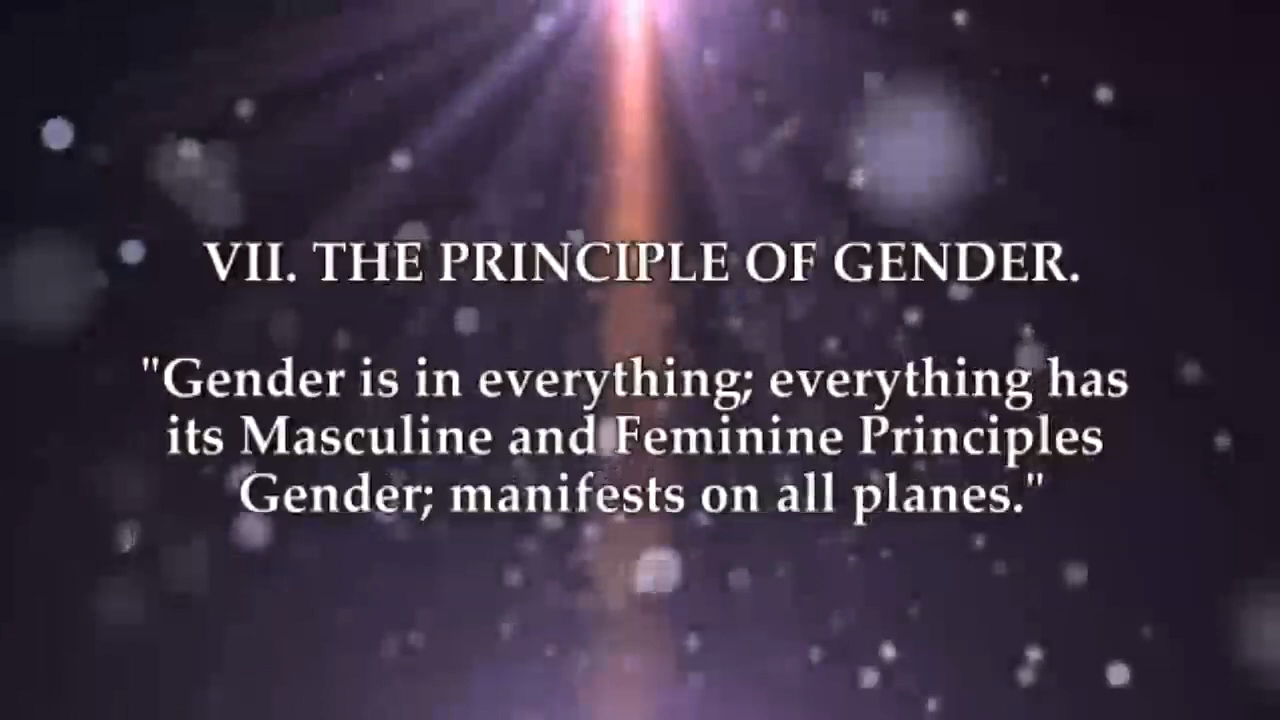 VII. THE PRINCIPLE OF GENDER.
"Gender is in everything; everything has
its Masculine and Feminine Principles
Gender; manifests on all planes."